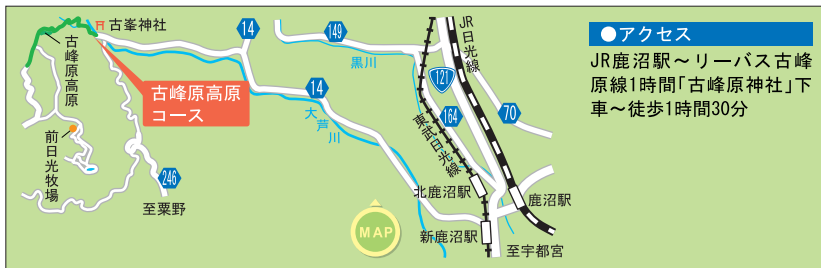 古峯神社
古峰原高原
古峰原高原
コース
前日光牧場
14
149
黒川
14
大芦川
246
至粟野
JR日光線
121
164
東武日光線
70
北鹿沼駅
鹿沼駅
新鹿沼駅
至宇都宮
MAP
●アクセス
JR鹿沼駅~リーバス古峰
原線1時間「古峰原神社」下
車~徒歩1時間30分